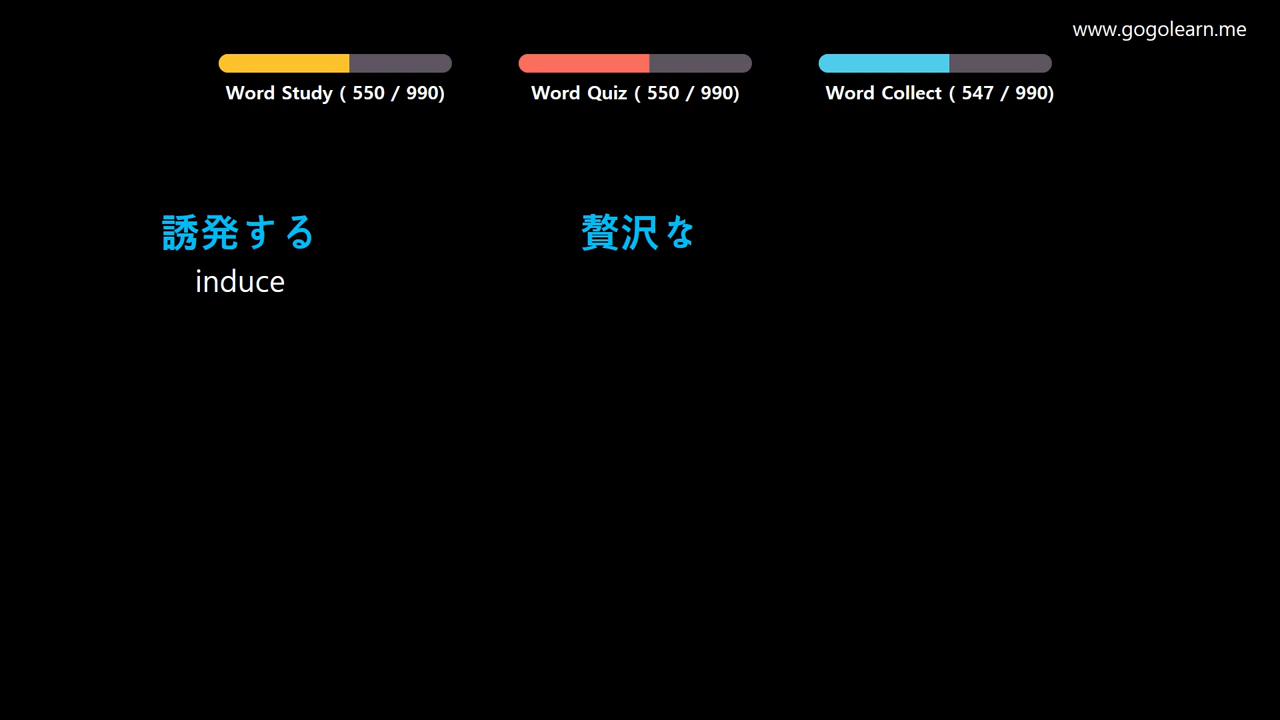 www.gogolearn.me
Word Study ( 550 / 990)
Word Quiz ( 550 / 990)
Word Collect ( 547 / 990)
誘発する
induce
贅沢な